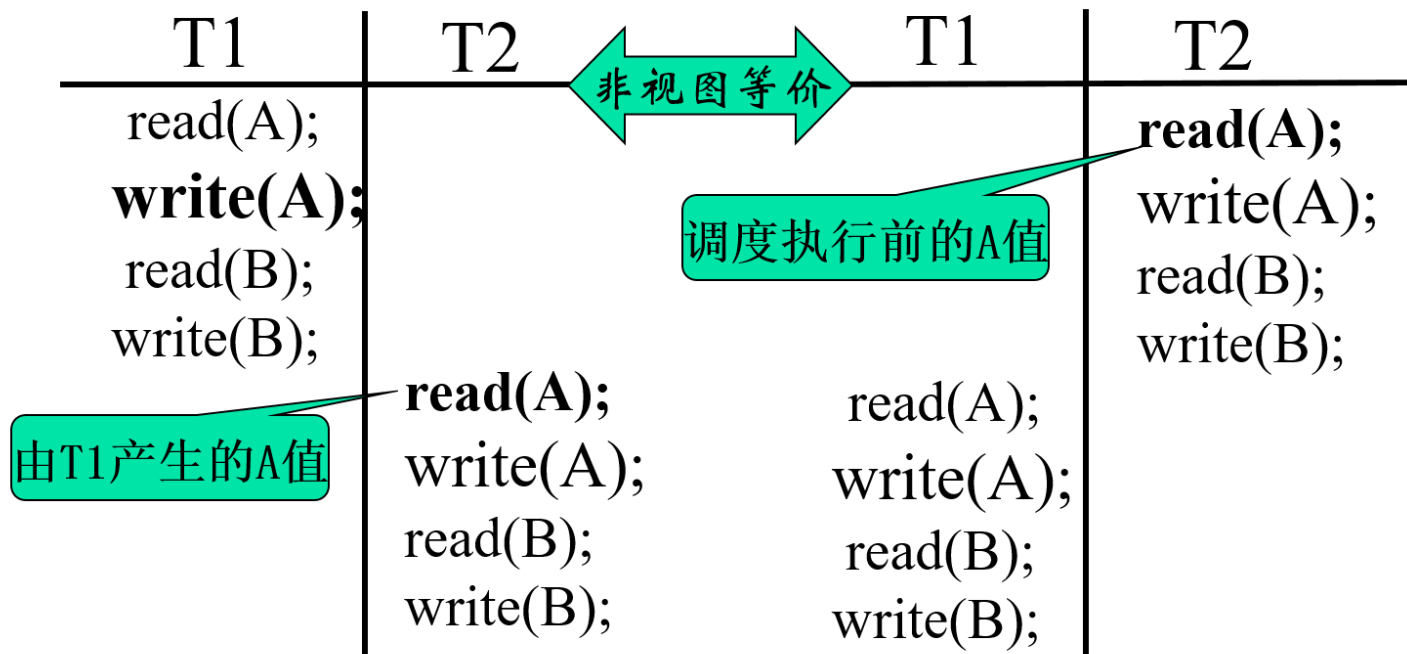 T1
T2
非视图等价
T1
T2
read(A);
write(A);
read(B);
write(B);
read(A);
write(A);
read(B);
write(B);
由T1产生的A值
read(A);
write(A);
read(B);
write(B);
调度执行前的A值
read(A);
write(A);
read(B);
write(B);